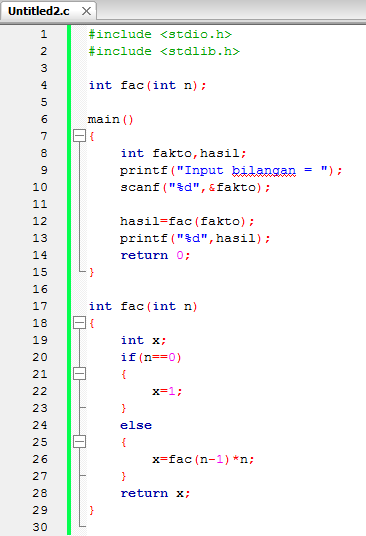 Untitled2.c
1 #include <stdio.h>
2 #include <stdlib.h>
3
4 int fac(int n);
5
6 main()
7 {
8 int fakto,hasil;
9 printf("Input bilangan = ");
10 scanf("%d",&fakto);
11
12 hasil=fac(fakto);
13 printf("%d",hasil);
14 return 0;
15 }
16
17 int fac(int n)
18 {
19 int x;
20 if(n==0)
21 {
22 x=1;
23 }
24 else
25 {
26 x=fac(n-1)*n;
27 }
28 return x;
29 }
30